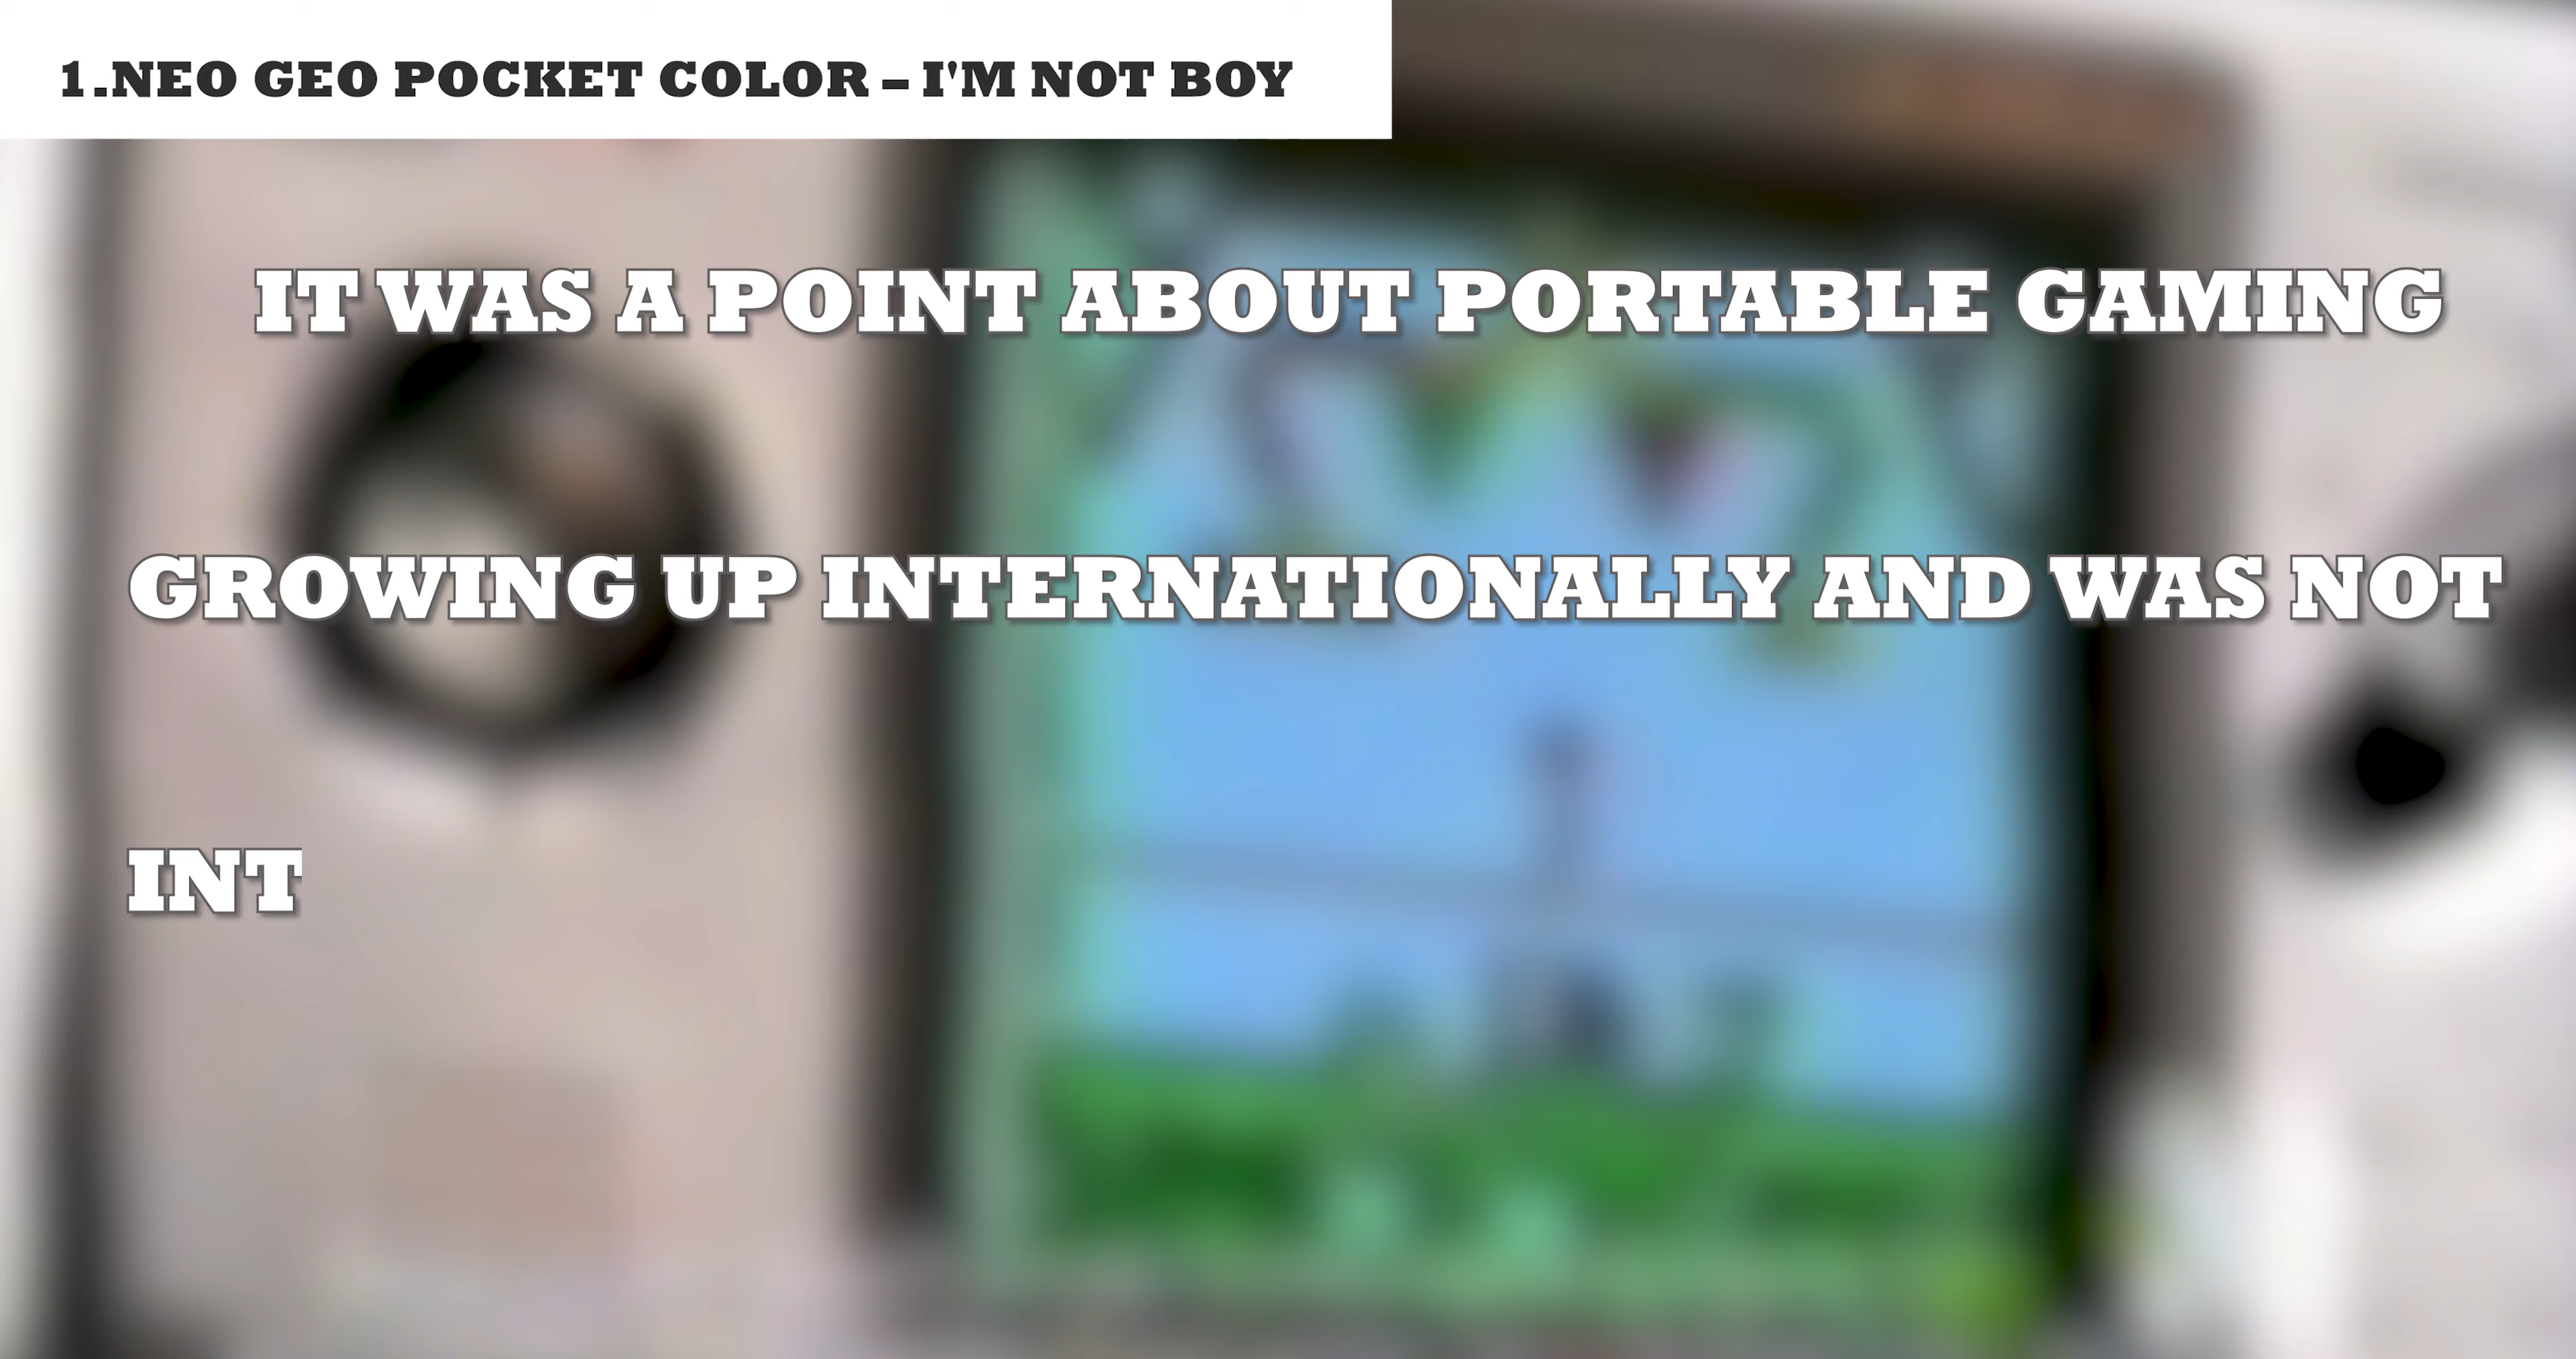 1.NEO GEO POCKET COLOR – I'M NOT BOY
IT WAS A POINT ABOUT PORTABLE GAMING
GROWING UP INTERNATIONALLY AND WAS NOT
INT